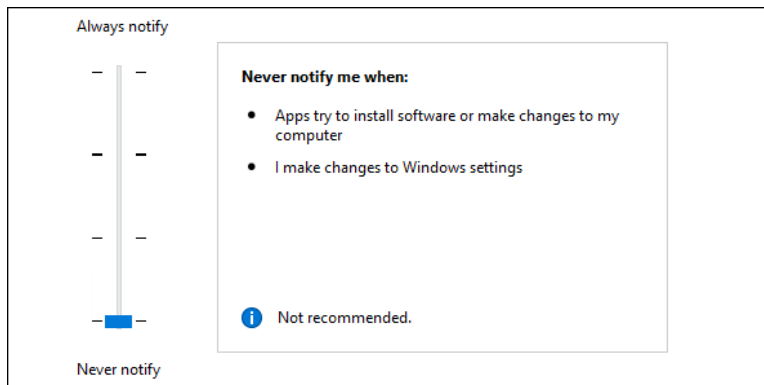 Always notify
Never notify me when:
• Apps try to install software or make changes to my
computer
• I make changes to Windows settings
Not recommended.
Never notify